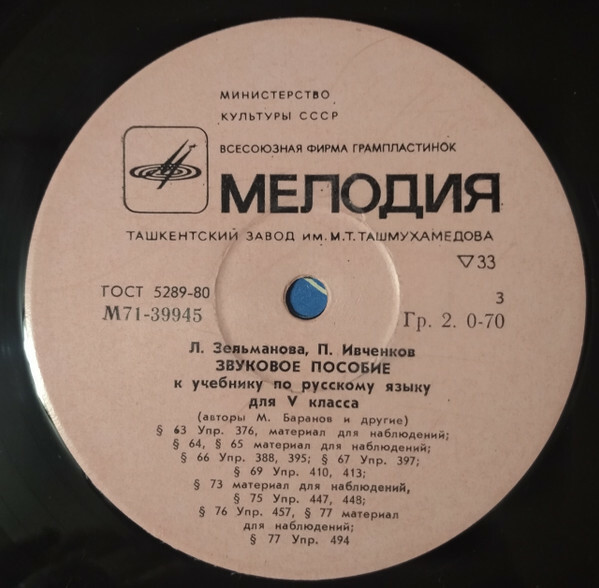 МИНИСТЕРСТВО
КУЛЬТУРЫ СССР
ВСЕСОЮЗНАЯ ФИРМА ГРАМПЛАСТИНОК
МЕЛОДИЯ
ТАШКЕНТСКИЙ ЗАВОД ИМ. М.Т. ТАШМУХАМЕДОВА
▽33
ГОСТ 5289-80
3
М71-39945
Гр. 2. 0-70
Л. Зельманова, П. Ивченков
ЗВУКОВОЕ ПОСОБИЕ
к учебнику по русскому языку
для V класса
(авторы М. Баранов и другие)
§ 63 Упр. 376, материал для наблюдений;
§ 64, § 65 материал для наблюдений;
§ 66 Упр. 388, 395; § 67 Упр. 397;
§ 69 Упр. 410, 413;
§ 73 материал для наблюдений,
§ 75 Упр. 447, 448;
§ 76 Упр. 457, § 77 материал
для наблюдений;
§ 77 Упр. 494